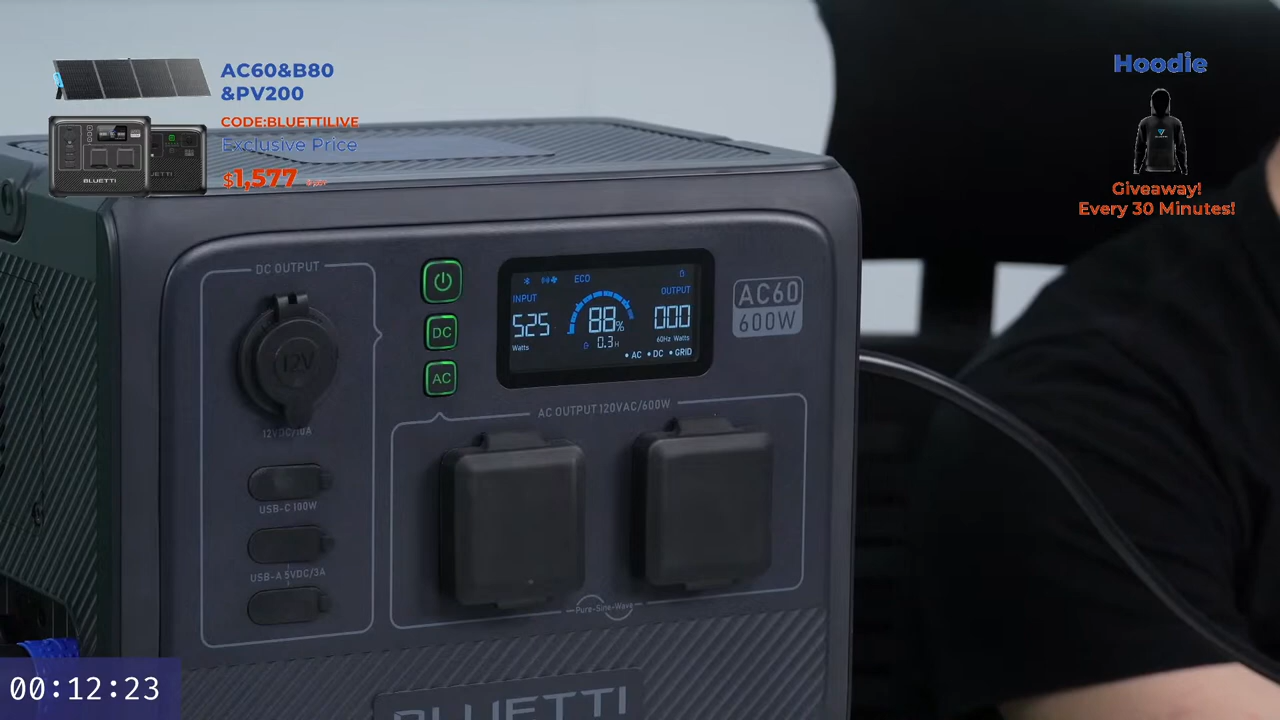 AC60&B80
&PV200
CODE:BLUETTILIVE
Exclusive Price
$1,577
BLUETTI
Hoodie
Giveaway!
Every 30 Minutes!
DC OUTPUT
12V
12VDC/10A
USB-C 100W
USB-A 5VDC/3A
DC
AC
ECO
INPUT
OUTPUT
525
88%
000
Watts
0.3H
60Hz Watts
• AC • DC • GRID
AC60
600W
AC OUTPUT 120VAC/600W
Pure-Sine-Wave
BLUETTI
00:12:23